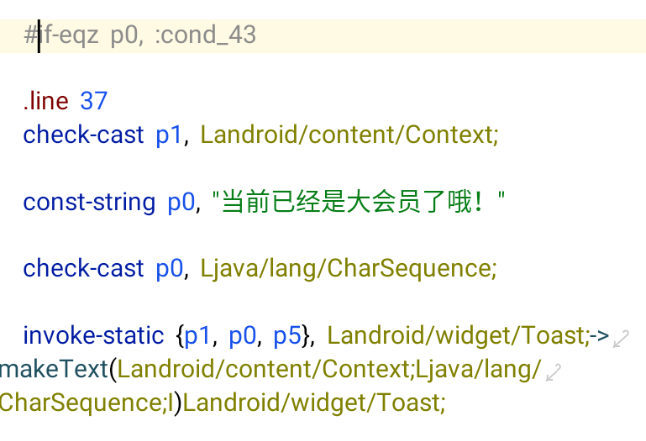 #if-eqz p0, :cond_43
.line 37
check-cast p1, Landroid/content/Context;
const-string p0, "当前已经是大会员了哦！"
check-cast p0, Ljava/lang/CharSequence;
invoke-static {p1, p0, p5}, Landroid/widget/Toast;->
makeText(Landroid/content/Context;Ljava/lang/
CharSequence;I)Landroid/widget/Toast;